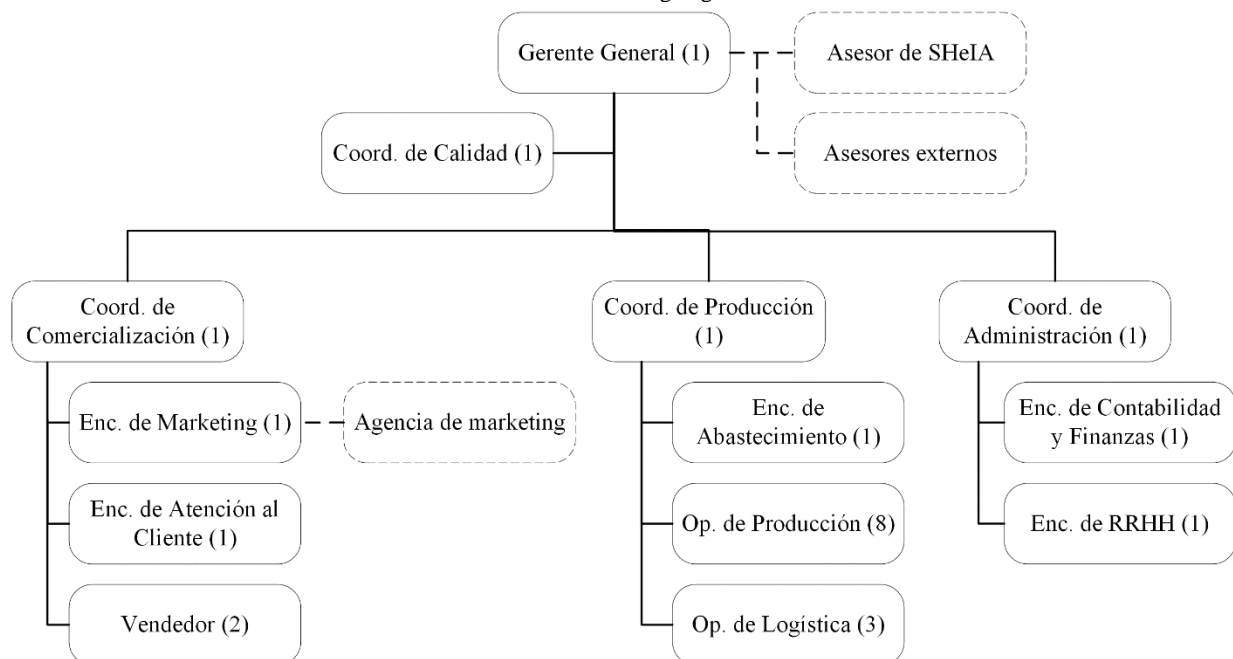 Gerente General (1)
Asesor de SHeIA
Coord. de Calidad (1)
Asesores externos
Coord. de
Comercialización (1)
Coord. de Producción
(1)
Coord. de
Administración (1)
Enc. de Marketing (1)
Agencia de marketing
Enc. de
Abastecimiento (1)
Enc. de Contabilidad
y Finanzas (1)
Enc. de Atención al
Cliente (1)
Op. de Producción (8)
Enc. de RRHH (1)
Vendedor (2)
Op. de Logística (3)